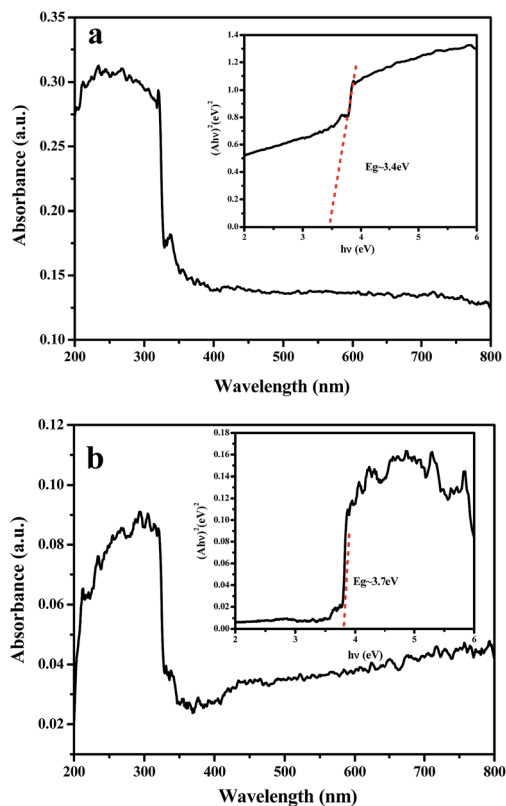 a
0.35
0.30
0.25
0.20
0.15
0.10
Absorbance (a.u.)
200 300 400 500 600 700 800
Wavelength (nm)
1.4
1.2
1.0
0.8
0.6
0.4
0.2
0.0
(Ahν)²(eV)²
Eg~3.4eV
2 3 4 5 6
hν (eV)
b
0.12
0.10
0.08
0.06
0.04
0.02
Absorbance (a.u.)
200 300 400 500 600 700 800
Wavelength (nm)
0.18
0.16
0.14
0.12
0.10
0.08
0.06
0.04
0.02
0.00
(Ahν)²(eV)²
Eg~3.7eV
2 3 4 5 6
hν (eV)